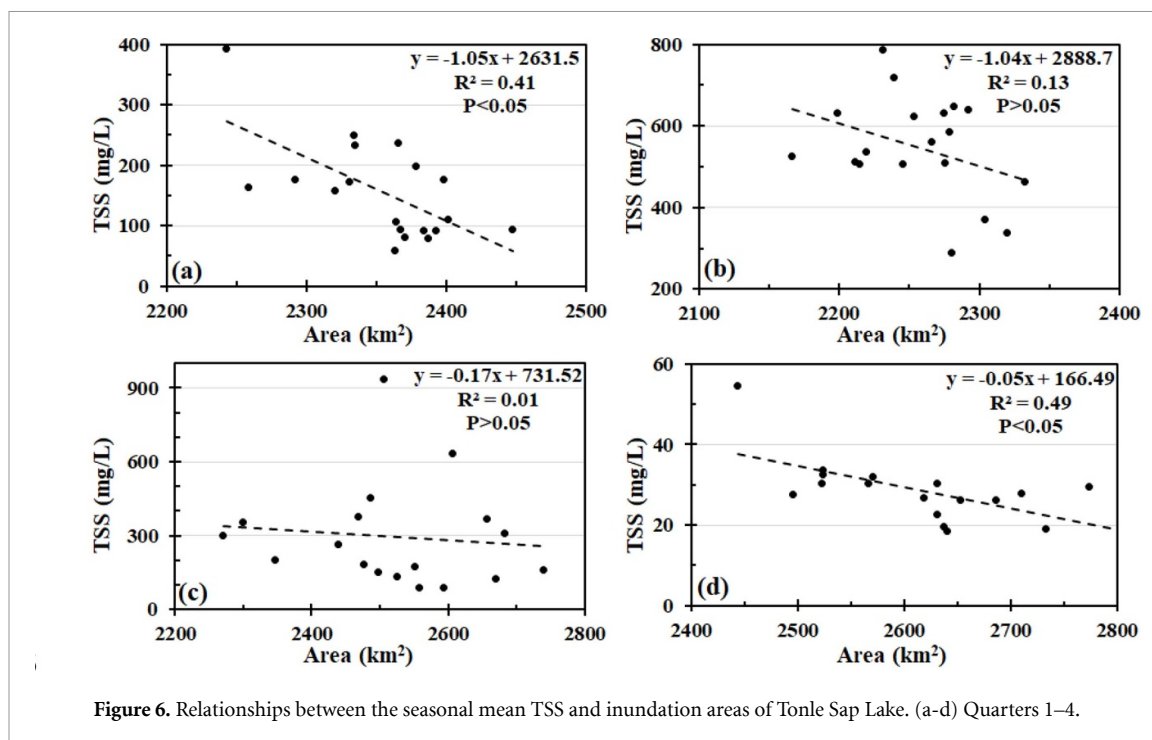 400
300
200
100
0
TSS (mg/L)
y = -1.05x + 2631.5
R² = 0.41
P<0.05
(a)
2200 2300 2400 2500
Area (km²)
800
600
400
200
TSS (mg/L)
y = -1.04x + 2888.7
R² = 0.13
P>0.05
(b)
2100 2200 2300 2400
Area (km²)
900
600
300
0
TSS (mg/L)
y = -0.17x + 731.52
R² = 0.01
P>0.05
(c)
2200 2400 2600 2800
Area (km²)
60
40
20
0
TSS (mg/L)
y = -0.05x + 166.49
R² = 0.49
P<0.05
(d)
2400 2500 2600 2700 2800
Area (km²)
Figure 6. Relationships between the seasonal mean TSS and inundation areas of Tonle Sap Lake. (a-d) Quarters 1–4.